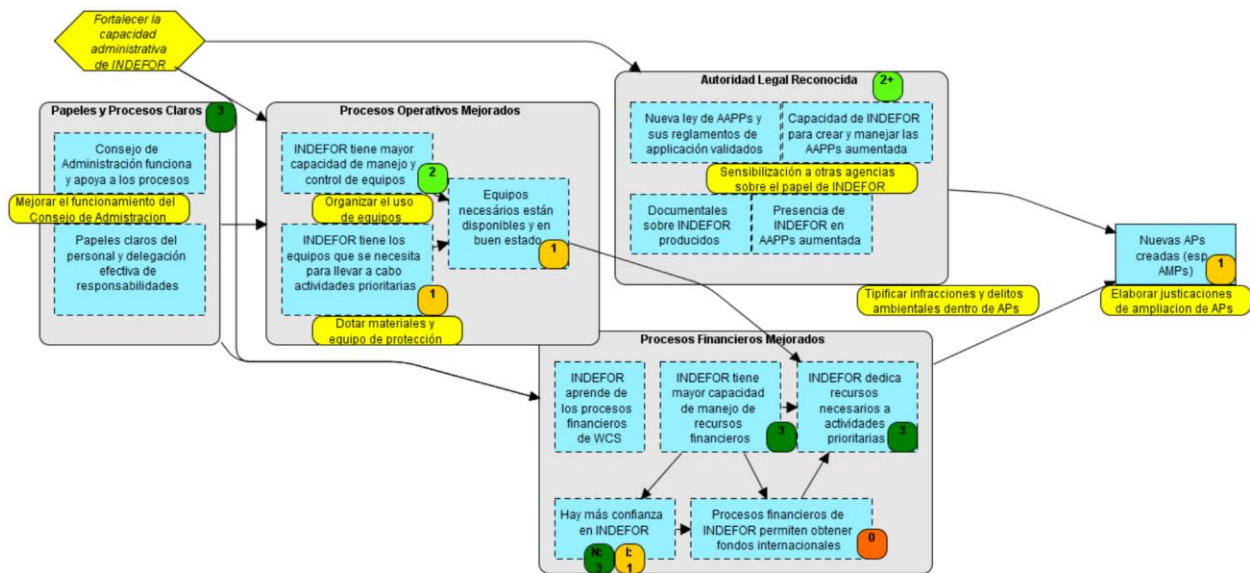 Fortalecer la
capacidad
administrativa
de INDEFOR
Papeles y Procesos Claros
3
Consejo de
Administración funciona
y apoya a los procesos
Mejorar el funcionamiento del
Consejo de Admistracion
Papeles claros del
personal y delegación
efectiva de
responsabilidades
Procesos Operativos Mejorados
INDEFOR tiene mayor
capacidad de manejo y
control de equipos
2
Organizar el uso
de equipos
INDEFOR tiene los
equipos que se necesita
para llevar a cabo
actividades prioritarias
1
Dotar materiales y
equipo de protección
Equipos
necesários están
disponibles y en
buen estado
1
Autoridad Legal Reconocida
2+
Nueva ley de AAPPs y
sus reglamentos de
aplicación validados
Capacidad de INDEFOR
para crear y manejar las
AAPPs aumentada
Sensibilización a otras agencias
sobre el papel de INDEFOR
Documentales
sobre INDEFOR
producidos
Presencia de
INDEFOR en
AAPPs aumentada
Tipificar infracciones y delitos
ambientales dentro de APs
Nuevas APs
creadas (esp
AMPs)
1
Elaborar justicaciones
de ampliacion de APs
Procesos Financieros Mejorados
INDEFOR
aprende de
los procesos
financieros
de WCS
INDEFOR tiene
mayor capacidad
de manejo de
recursos
financieros
3
INDEFOR dedica
recursos
necesarios a
actividades
prioritarias
3
Hay más confianza
en INDEFOR
N:
3
I:
1
Procesos financieros de
INDEFOR permiten obtener
fondos internacionales
0